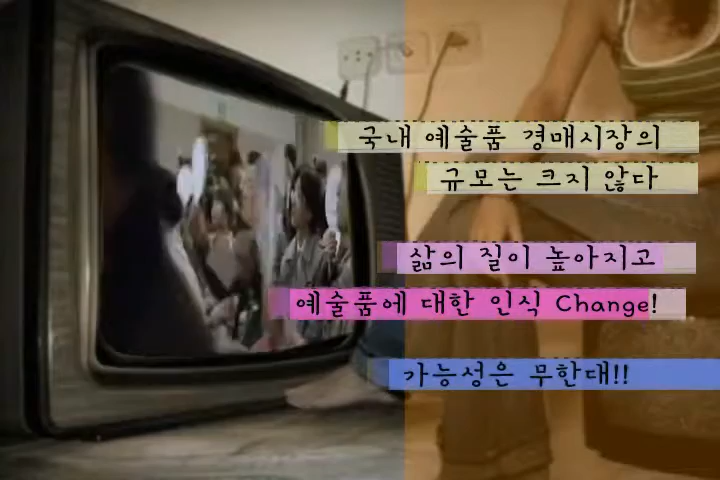 국내 예술품 경매시장의
규모는 크지 않다
삶의 질이 높아지고
예술품에 대한 인식 Change!
가능성은 무한대!!